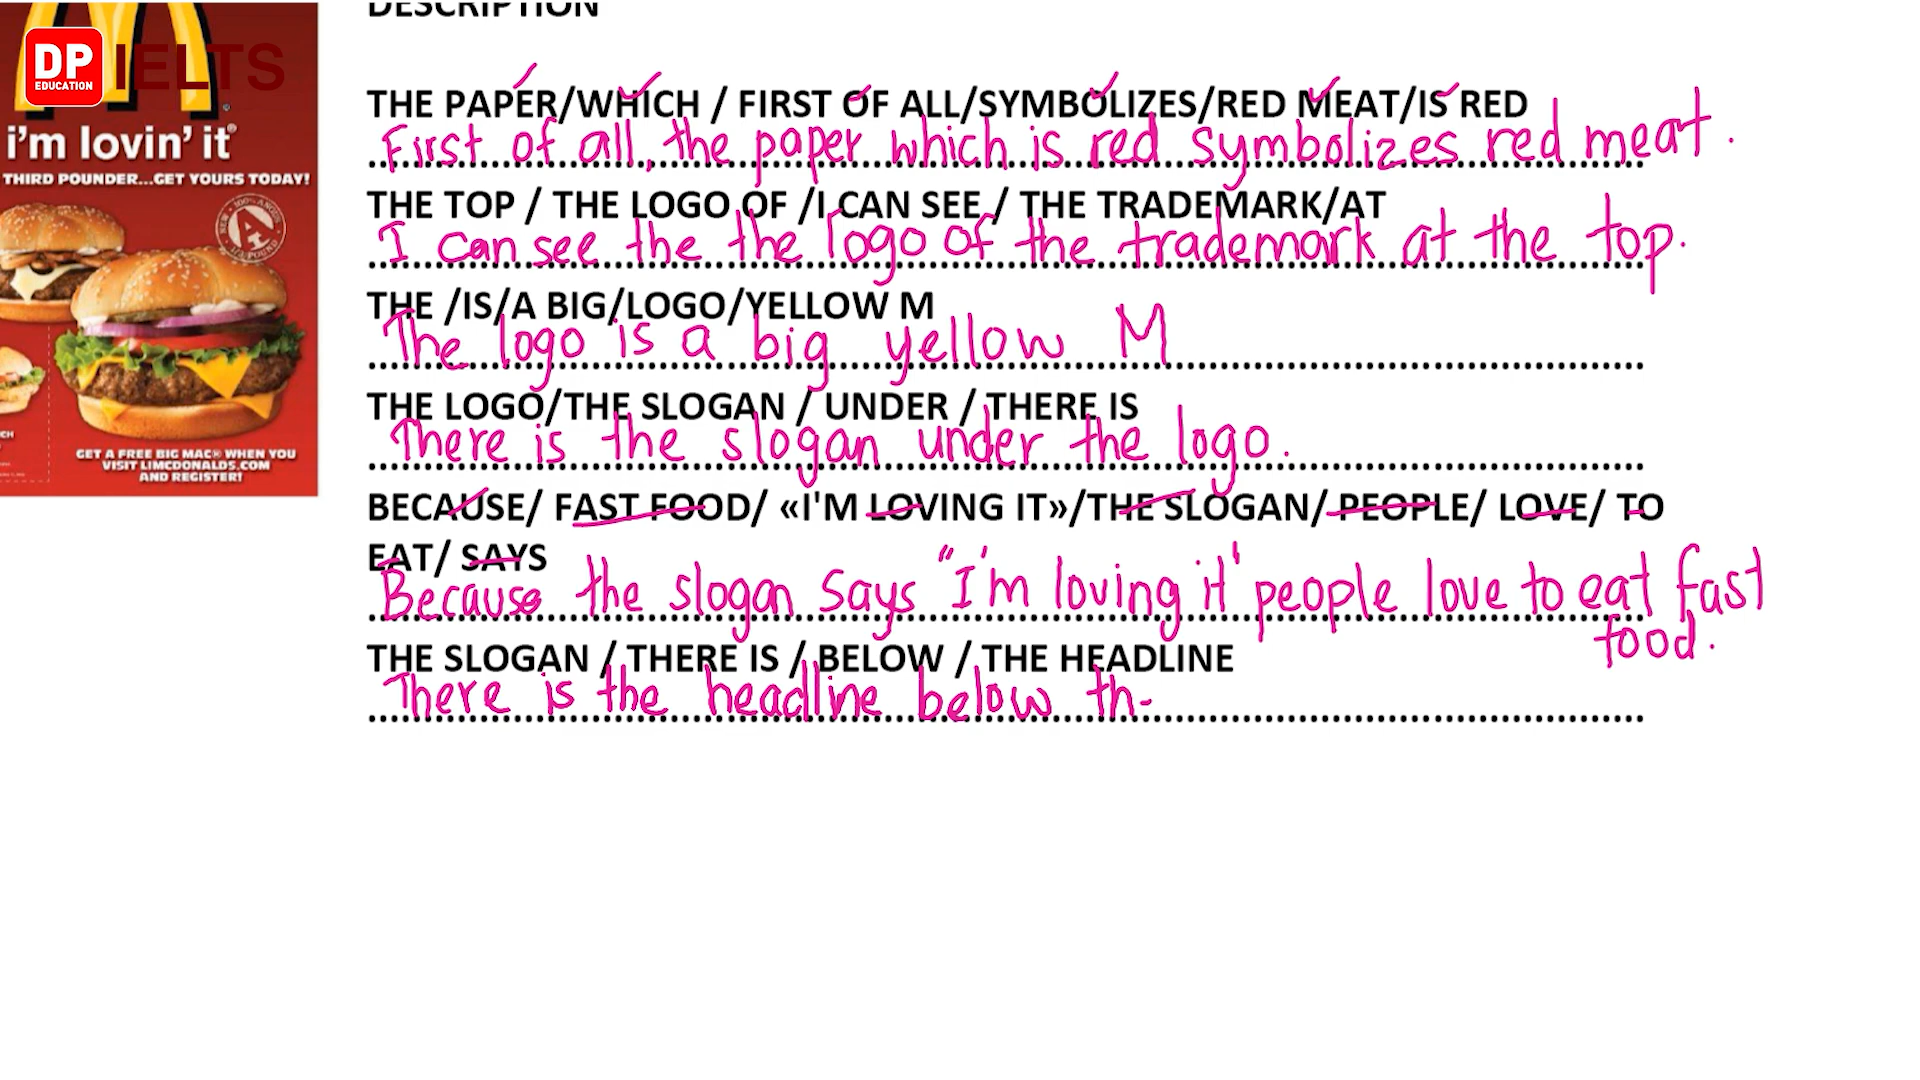 DESCRIPTION
DP
EDUCATION
IELTS
i'm lovin' it®
THIRD POUNDER...GET YOURS TODAY!
GET A FREE BIG MAC® WHEN YOU
VISIT LIMCDONALDS.COM
AND REGISTER!
THE PAPER/WHICH / FIRST OF ALL/SYMBOLIZES/RED MEAT/IS RED
First of all, the paper which is red symbolizes red meat.
THE TOP / THE LOGO OF /I CAN SEE / THE TRADEMARK/AT
I can see the the logo of the trademark at the top.
THE /IS/A BIG/LOGO/YELLOW M
The logo is a big yellow M
THE LOGO/THE SLOGAN / UNDER / THERE IS
There is the slogan under the logo.
BECAUSE/ FAST FOOD/ «I'M LOVING IT»/THE SLOGAN/ PEOPLE/ LOVE/ TO
EAT/ SAYS
Because the slogan says "I'm loving it' people love to eat fast
food.
THE SLOGAN / THERE IS / BELOW / THE HEADLINE
There is the headline below th-